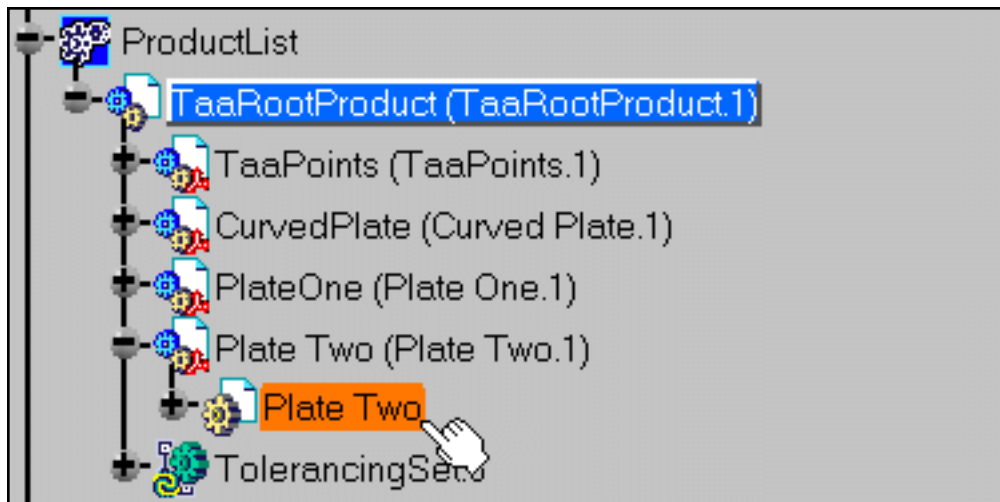 ProductList
TaaRootProduct (TaaRootProduct.1)
TaaPoints (TaaPoints.1)
CurvedPlate (Curved Plate.1)
PlateOne (Plate One.1)
Plate Two (Plate Two.1)
Plate Two